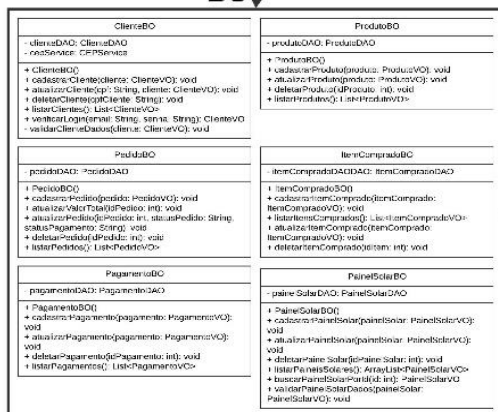 BO
ClienteBO
- clienteDAO: ClienteDAO
- cepService: CEPService
+ ClienteBO()
+ cadastrarCliente(cliente: ClienteVO): void
+ atualizarCliente(cpf: String, cliente: ClienteVO): void
+ deletarCliente(cpfCliente: String): void
+ listarClientes(): List<ClienteVO>
+ verificarLogin(email: String, senha: String): ClienteVO
- validarClienteDados(cliente: ClienteVO): void
ProdutoBO
- produtoDAO: ProdutoDAO
+ ProdutoBO()
+ cadastrarProduto(produto: ProdutoVO): void
+ atualizarProduto(produto: ProdutoVO): void
+ deletarProduto(idProduto: int): void
+ listarProdutos(): List<ProdutoVO>
PedidoBO
- pedidoDAO: PedidoDAO
+ PedidoBO()
+ cadastrarPedido(pedido: PedidoVO): void
+ atualizarValorTotal(idPedido: int): void
+ atualizarPedido(idPedido: int, statusPedido: String,
statusPagamento: String): void
+ deletarPedido(idPedido: int): void
+ listarPedidos(): List<PedidoVO>
ItemCompradoBO
- itemCompradoDAODAO: ItemCompradoDAO
+ ItemCompradoBO()
+ cadastrarItemComprado(itemComprado:
ItemCompradoVO): void
+ listarItensComprados(): List<ItemCompradoVO>
+ atualizarItemComprado(itemComprado:
ItemCompradoVO): void
+ deletarItemComprado(idItem: int): void
PagamentoBO
- pagamentoDAO: PagamentoDAO
+ PagamentoBO()
+ cadastrarPagamento(pagamento: PagamentoVO):
void
+ atualizarPagamento(pagamento: PagamentoVO):
void
+ deletarPagamento(idPagamento: int): void
+ listarPagamentos(): List<PagamentoVO>
PainelSolarBO
- painelSolarDAO: PainelSolarDAO
+ PainelSolarBO()
+ cadastrarPainelSolar(painelSolar: PainelSolarVO):
void
+ atualizarPainelSolar(painelSolar: PainelSolarVO):
void
+ deletarPainelSolar(idPainelSolar: int): void
+ listarPaineisSolares(): ArrayList<PainelSolarVO>
+ buscarPainelSolarPorId(id: int): PainelSolarVO
- validarPainelSolarDados(painelSolar:
PainelSolarVO): void